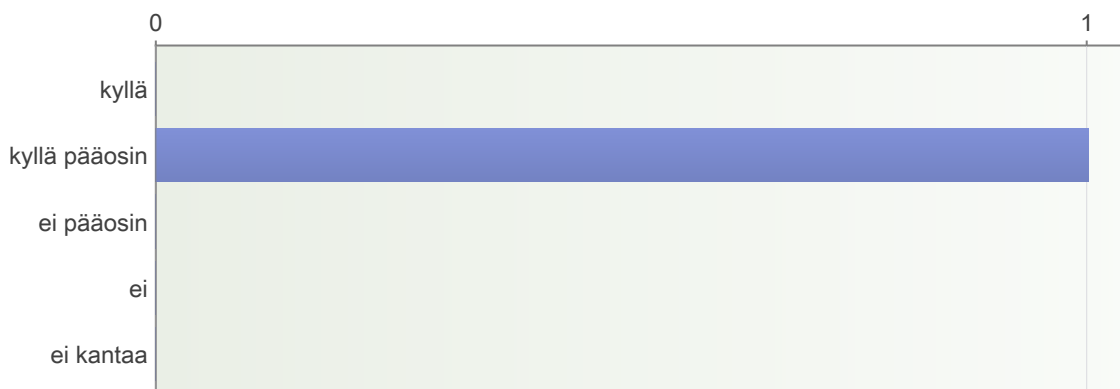 0 1
kyllä
kyllä pääosin
ei pääosin
ei
ei kantaa